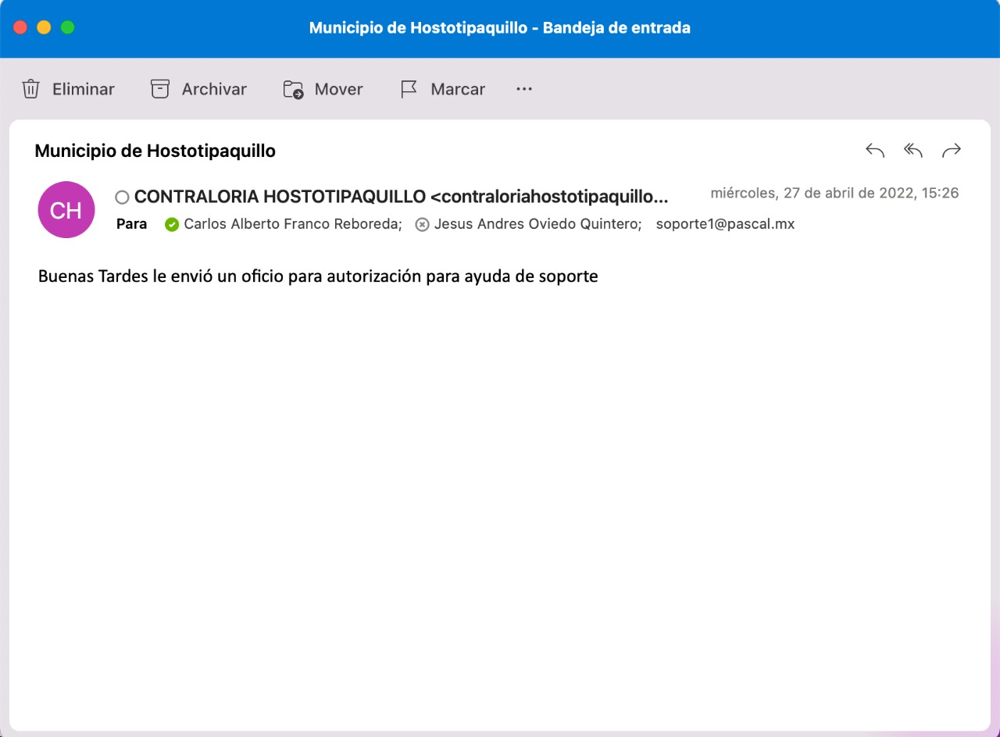 Municipio de Hostotipaquillo - Bandeja de entrada
Eliminar Archivar Mover Marcar ...
Municipio de Hostotipaquillo
CH
CONTRALORIA HOSTOTIPAQUILLO <contraloriahostotipaquillo... miércoles, 27 de abril de 2022, 15:26
Para Carlos Alberto Franco Reboreda; Jesus Andres Oviedo Quintero; soporte1@pascal.mx
Buenas Tardes le envió un oficio para autorización para ayuda de soporte